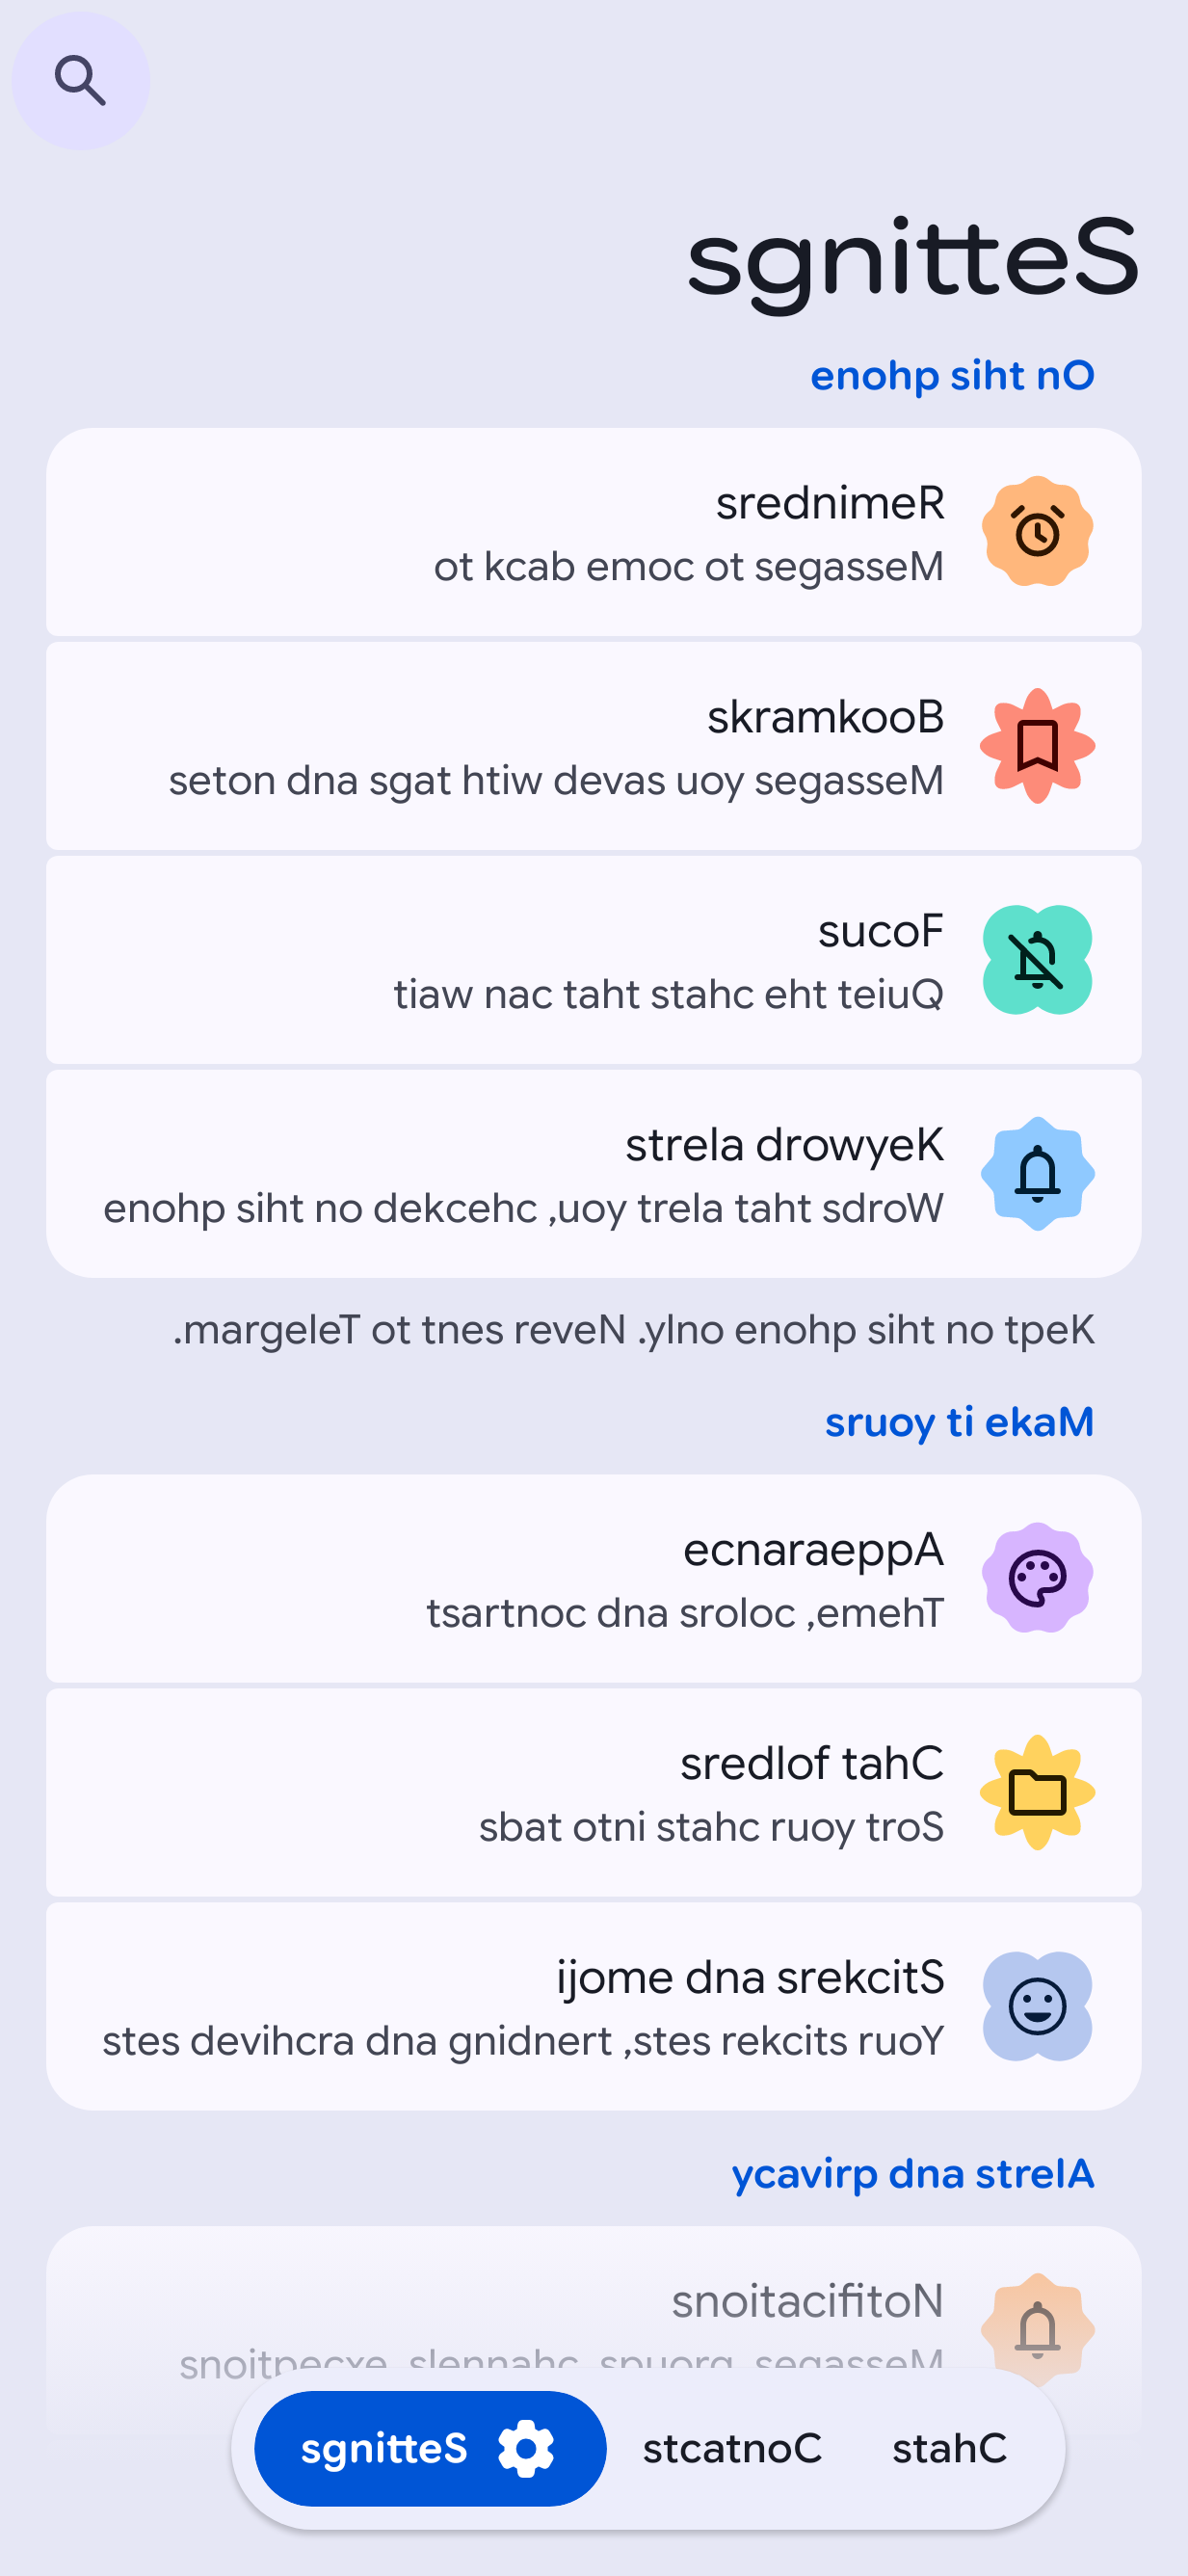 sgnitteS
enohp siht nO
srednimeR
ot kcab emoc ot segasseM
skramkooB
seton dna sgat htiw devas uoy segasseM
sucoF
tiaw nac taht stahc eht teiuQ
strela drowyeK
enohp siht no dekcehc ,uoy trela taht sdroW
.margeleT ot tnes reveN .ylno enohp siht no tpeK
sruoy ti ekaM
ecnaraeppA
tsartnoc dna sroloc ,emehT
sredlof tahC
sbat otni stahc ruoy troS
ijome dna srekcitS
stes devihcra dna gnidnert ,stes rekcits ruoY
ycavirp dna strelA
snoitacifitoN
snoitpecxe slennahc spuorg segasseM
sgnitteS stcatnoC stahC